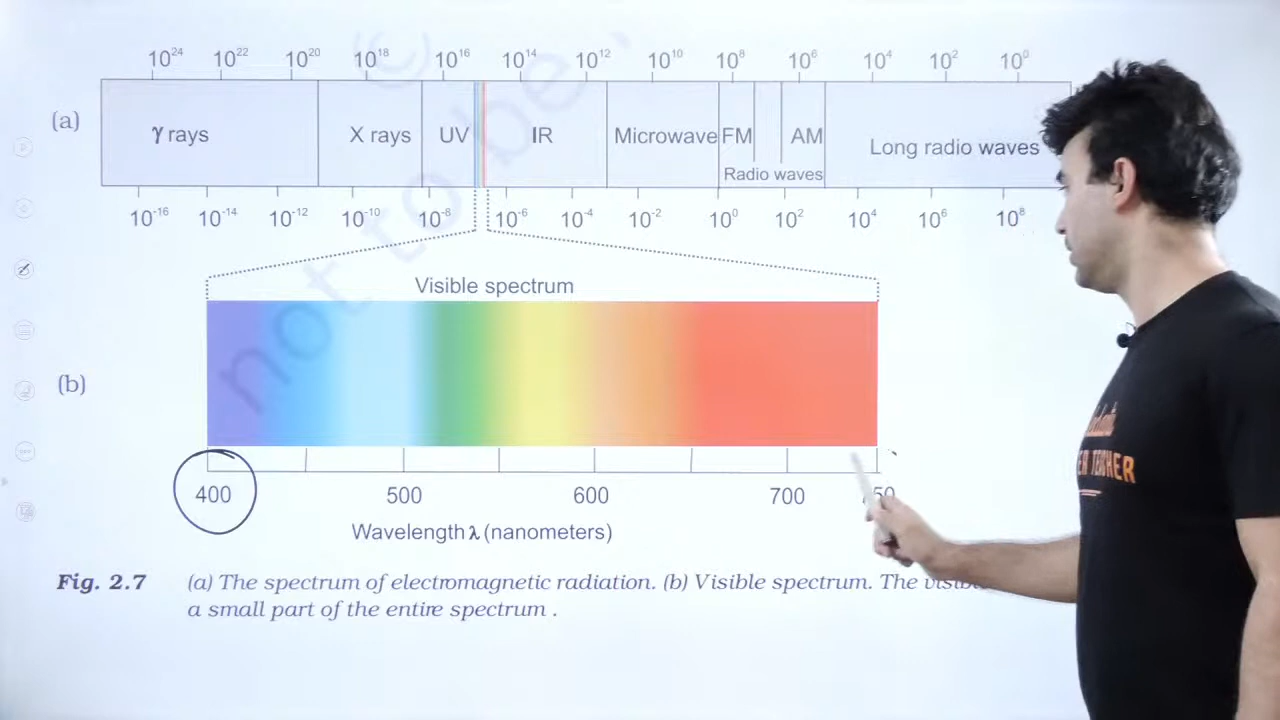 10²⁴ 10²² 10²⁰ 10¹⁸ 10¹⁶ 10¹⁴ 10¹² 10¹⁰ 10⁸ 10⁶ 10⁴ 10² 10⁰
(a)
γ rays X rays UV IR Microwave FM AM Long radio waves
Radio waves
10⁻¹⁶ 10⁻¹⁴ 10⁻¹² 10⁻¹⁰ 10⁻⁸ 10⁻⁶ 10⁻⁴ 10⁻² 10⁰ 10² 10⁴ 10⁶ 10⁸
Visible spectrum
(b)
400 500 600 700
Wavelength λ (nanometers)
Fig. 2.7 (a) The spectrum of electromagnetic radiation. (b) Visible spectrum. The
a small part of the entire spectrum .
© not to be